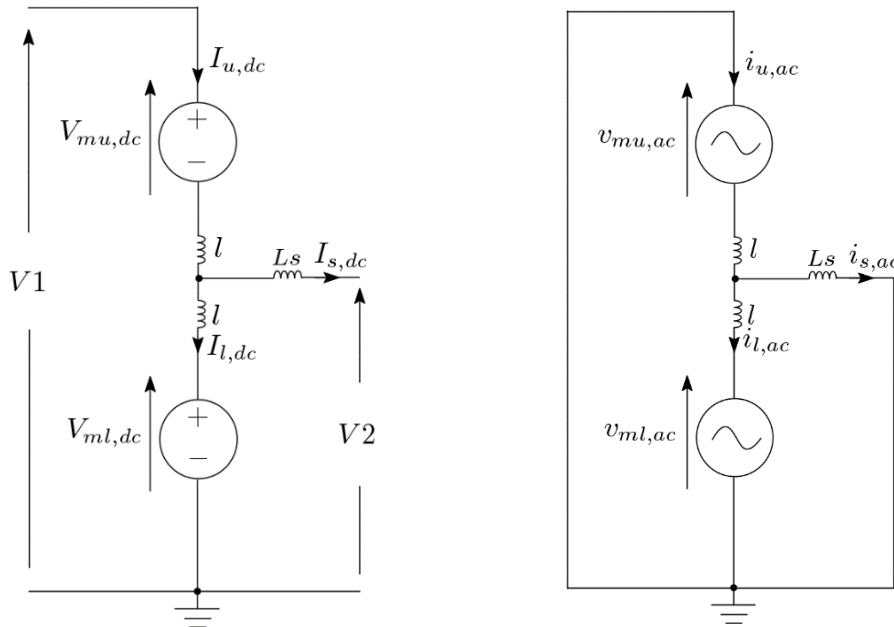 I_{u,dc}
V_{mu,dc}
+
−
l
Ls
I_{s,dc}
V1
l
I_{l,dc}
V_{ml,dc}
+
−
V2
i_{u,ac}
v_{mu,ac}
l
Ls
i_{s,ac}
l
i_{l,ac}
v_{ml,ac}